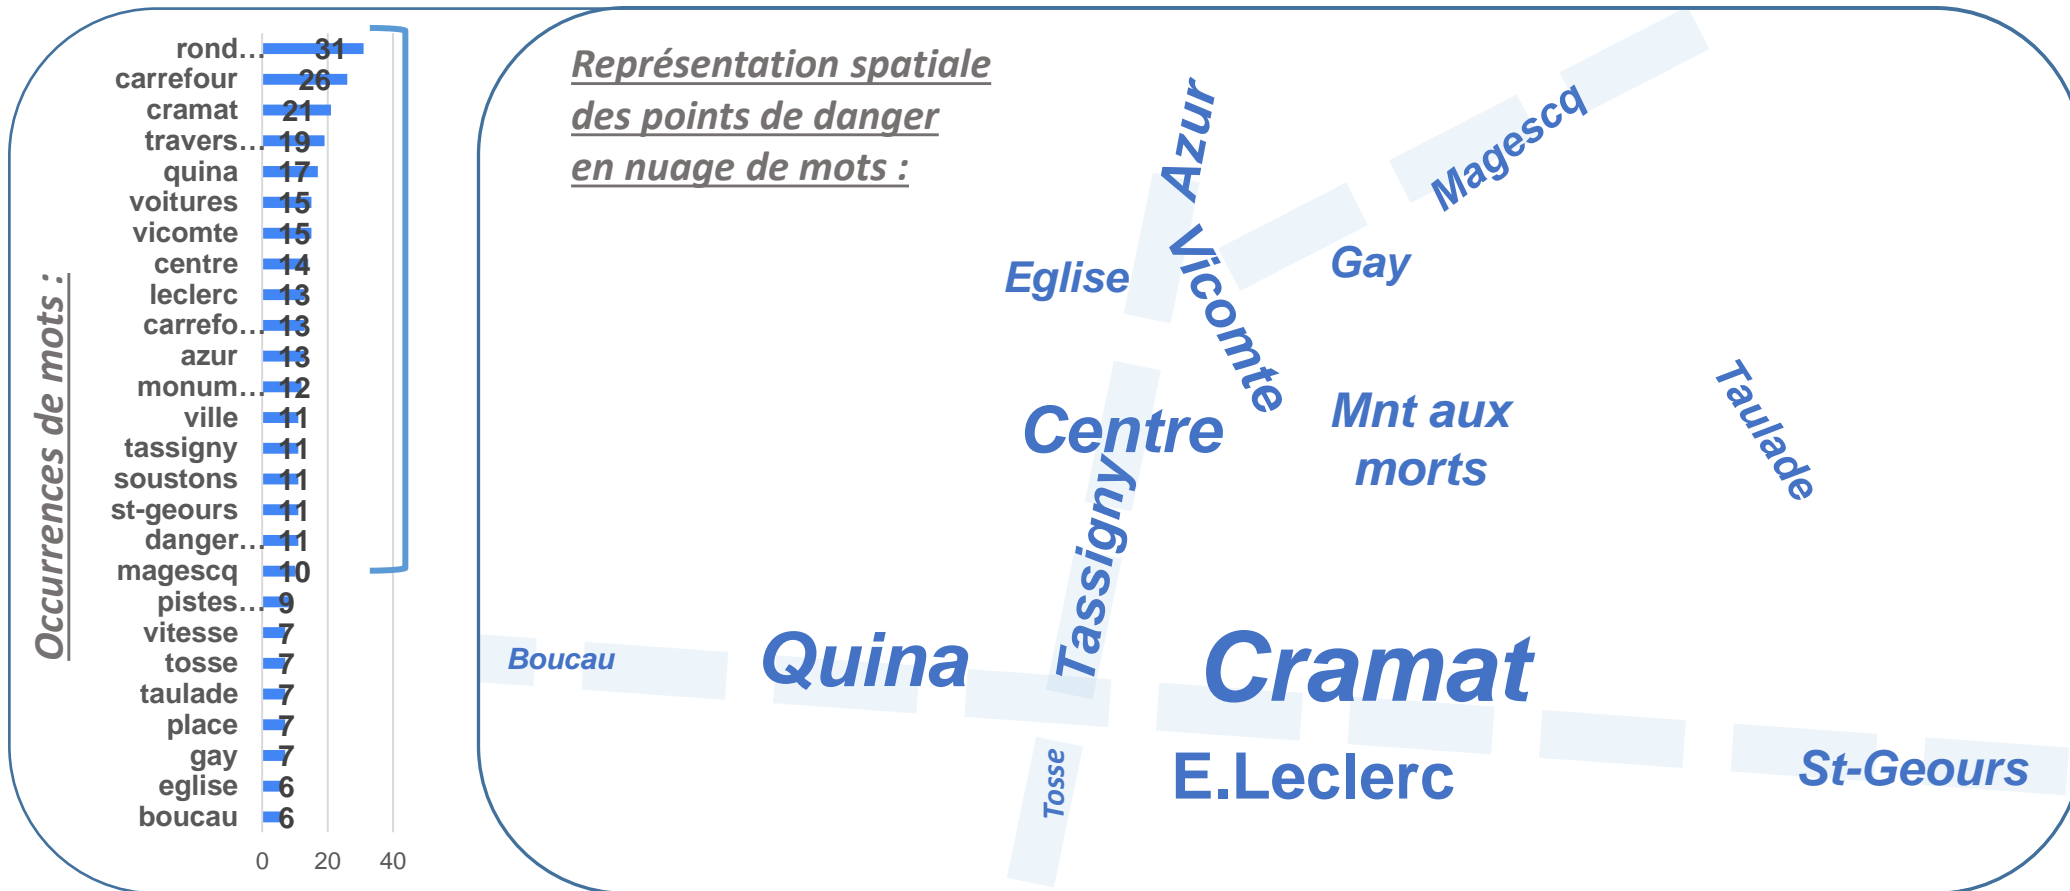 Occurrences de mots :
rond… 31
carrefour 26
cramat 21
travers… 19
quina 17
voitures 15
vicomte 15
centre 14
leclerc 13
carrefo… 13
azur 13
monum… 12
ville 11
tassigny 11
soustons 11
st-geours 11
danger… 11
magescq 10
pistes… 9
vitesse 7
tosse 7
taulade 7
place 7
gay 7
eglise 6
boucau 6
0 20 40
Représentation spatiale
des points de danger
en nuage de mots :
Azur
Magescq
Vicomte
Eglise
Gay
Centre
Mnt aux
morts
Taulade
Tassigny
Boucau
Quina
Cramat
Tosse
E.Leclerc
St-Geours